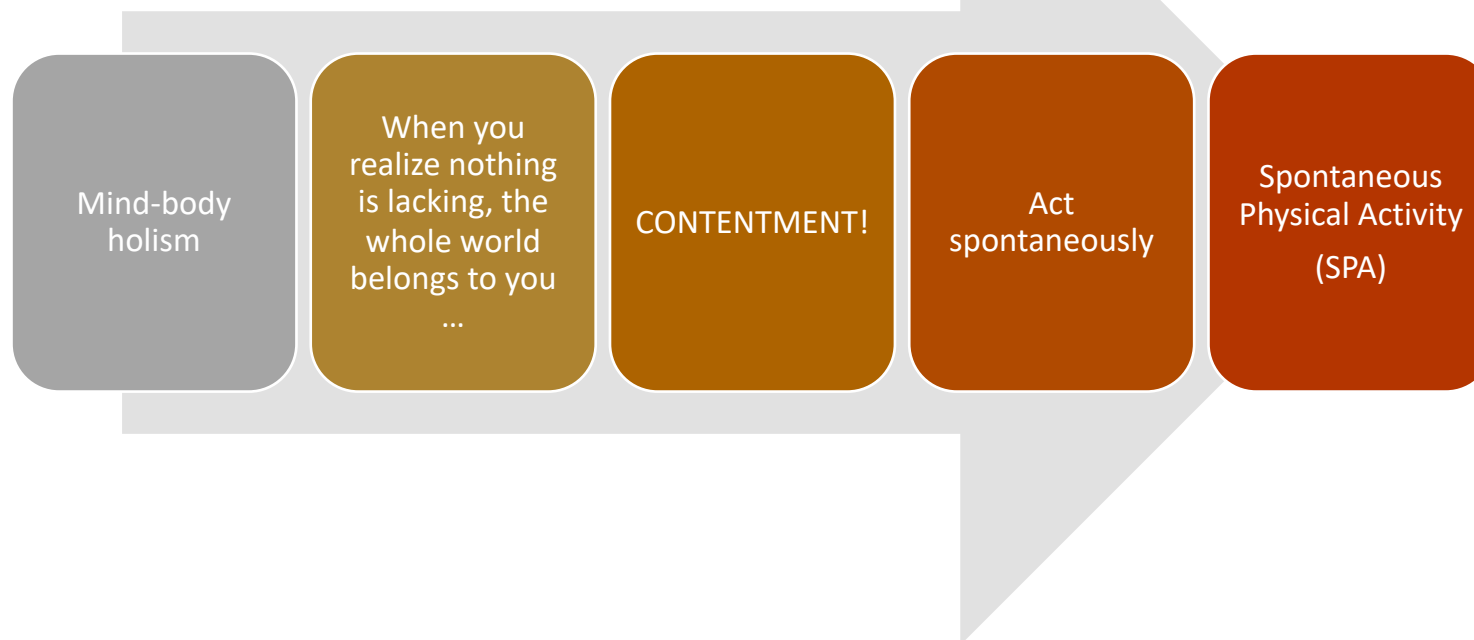 Mind-body
holism
When you
realize nothing
is lacking, the
whole world
belongs to you
…
CONTENTMENT!
Act
spontaneously
Spontaneous
Physical Activity
(SPA)